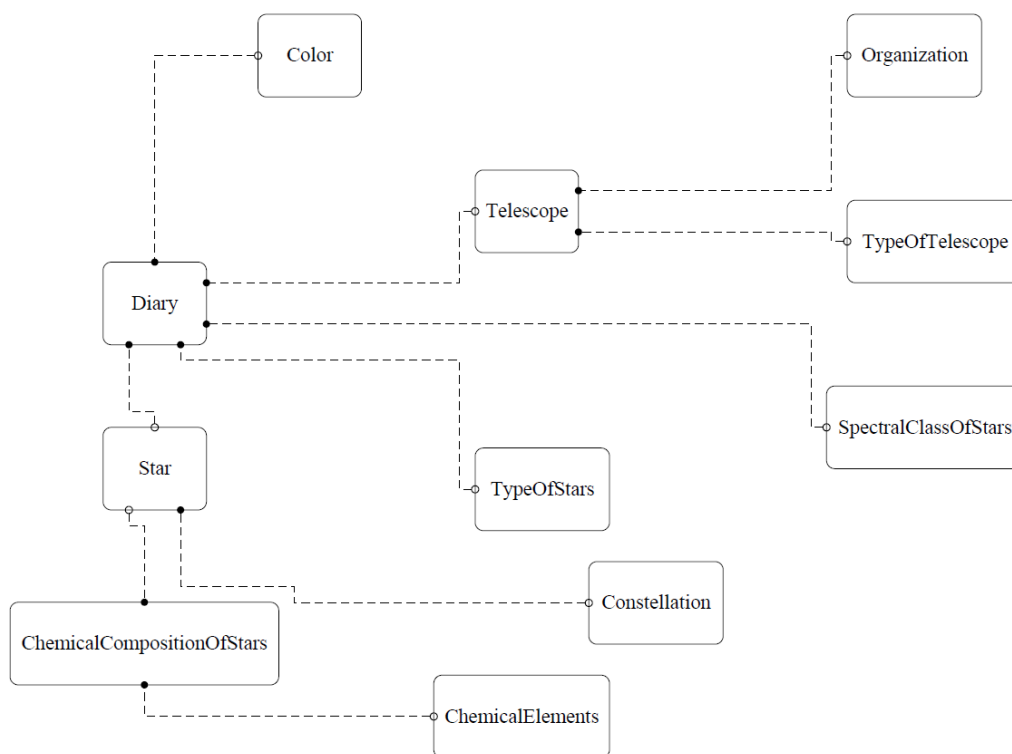 Color
Organization
Telescope
TypeOfTelescope
Diary
SpectralClassOfStars
Star
TypeOfStars
Constellation
ChemicalCompositionOfStars
ChemicalElements